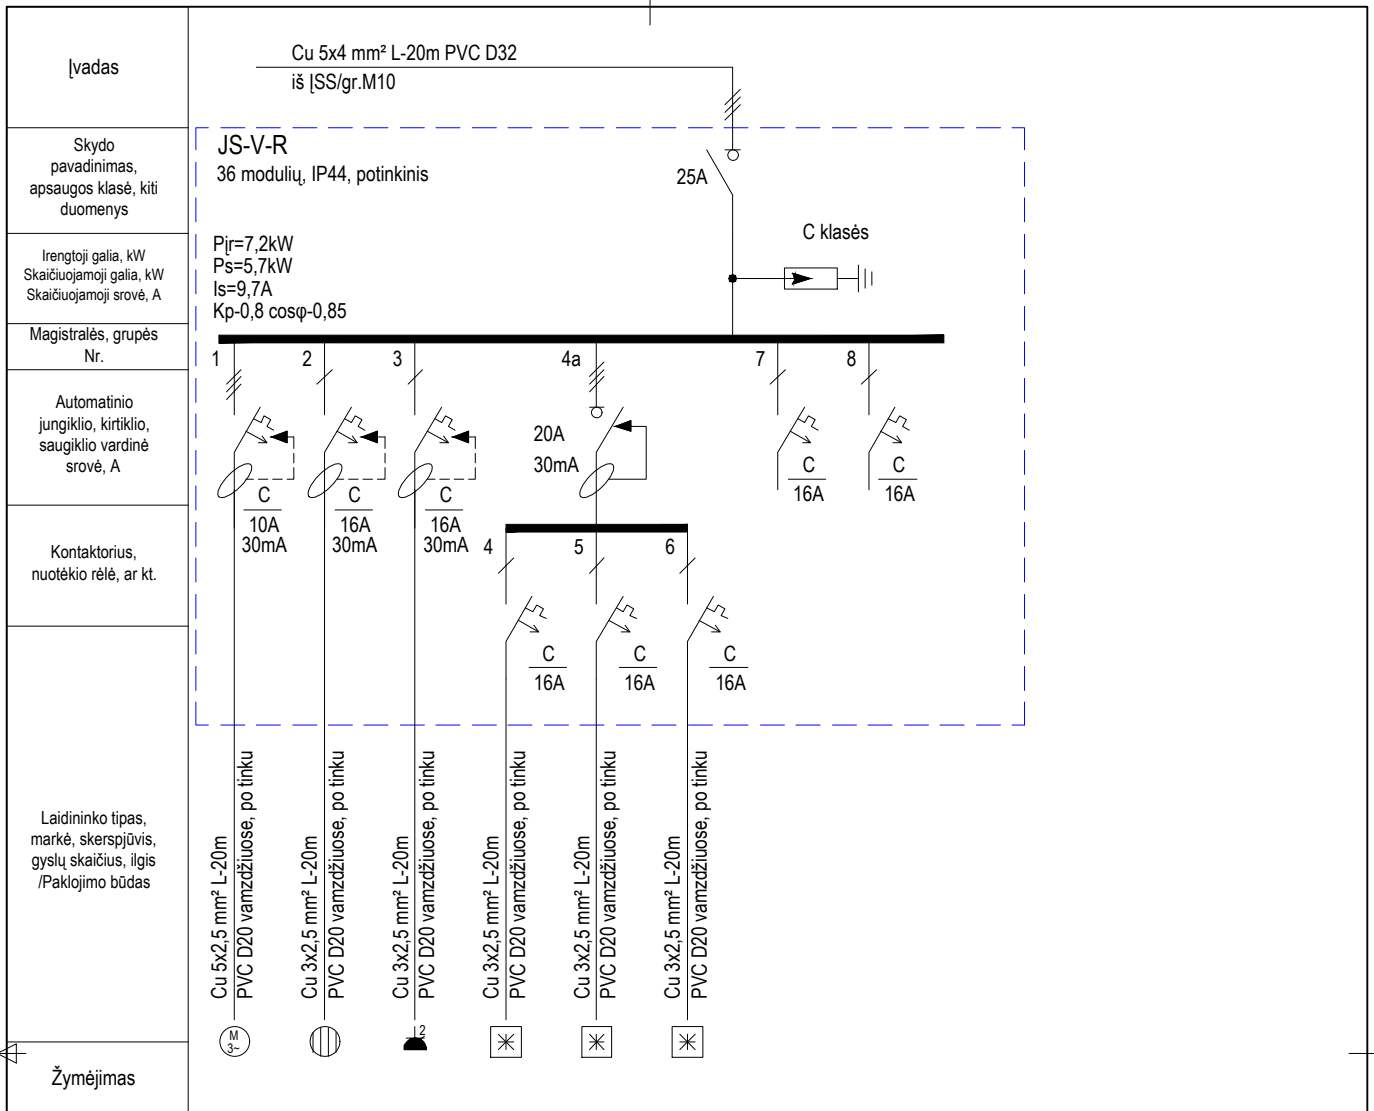 Įvadas
Cu 5x4 mm² L-20m PVC D32
iš ĮSS/gr.M10
Skydo
pavadinimas,
apsaugos klasė, kiti
duomenys
JS-V-R
36 modulių, IP44, potinkinis
25A
C klasės
Irengtoji galia, kW
Skaičiuojamoji galia, kW
Skaičiuojamoji srovė, A
Pįr=7,2kW
Ps=5,7kW
Is=9,7A
Kp-0,8 cosφ-0,85
Magistralės, grupės
Nr.
1
2
3
4a
7
8
Automatinio
jungiklio, kirtiklio,
saugiklio vardinė
srovė, A
C
10A
30mA
C
16A
30mA
C
16A
30mA
20A
30mA
C
16A
C
16A
Kontaktorius,
nuotėkio rėlė, ar kt.
4
5
6
C
16A
C
16A
C
16A
Laidininko tipas,
markė, skerspjūvis,
gyslų skaičius, ilgis
/Paklojimo būdas
Cu 5x2,5 mm² L-20m
PVC D20 vamzdžiuose, po tinku
Cu 3x2,5 mm² L-20m
PVC D20 vamzdžiuose, po tinku
Cu 3x2,5 mm² L-20m
PVC D20 vamzdžiuose, po tinku
Cu 3x2,5 mm² L-20m
PVC D20 vamzdžiuose, po tinku
Cu 3x2,5 mm² L-20m
PVC D20 vamzdžiuose, po tinku
Cu 3x2,5 mm² L-20m
PVC D20 vamzdžiuose, po tinku
M
3~
2
Žymėjimas